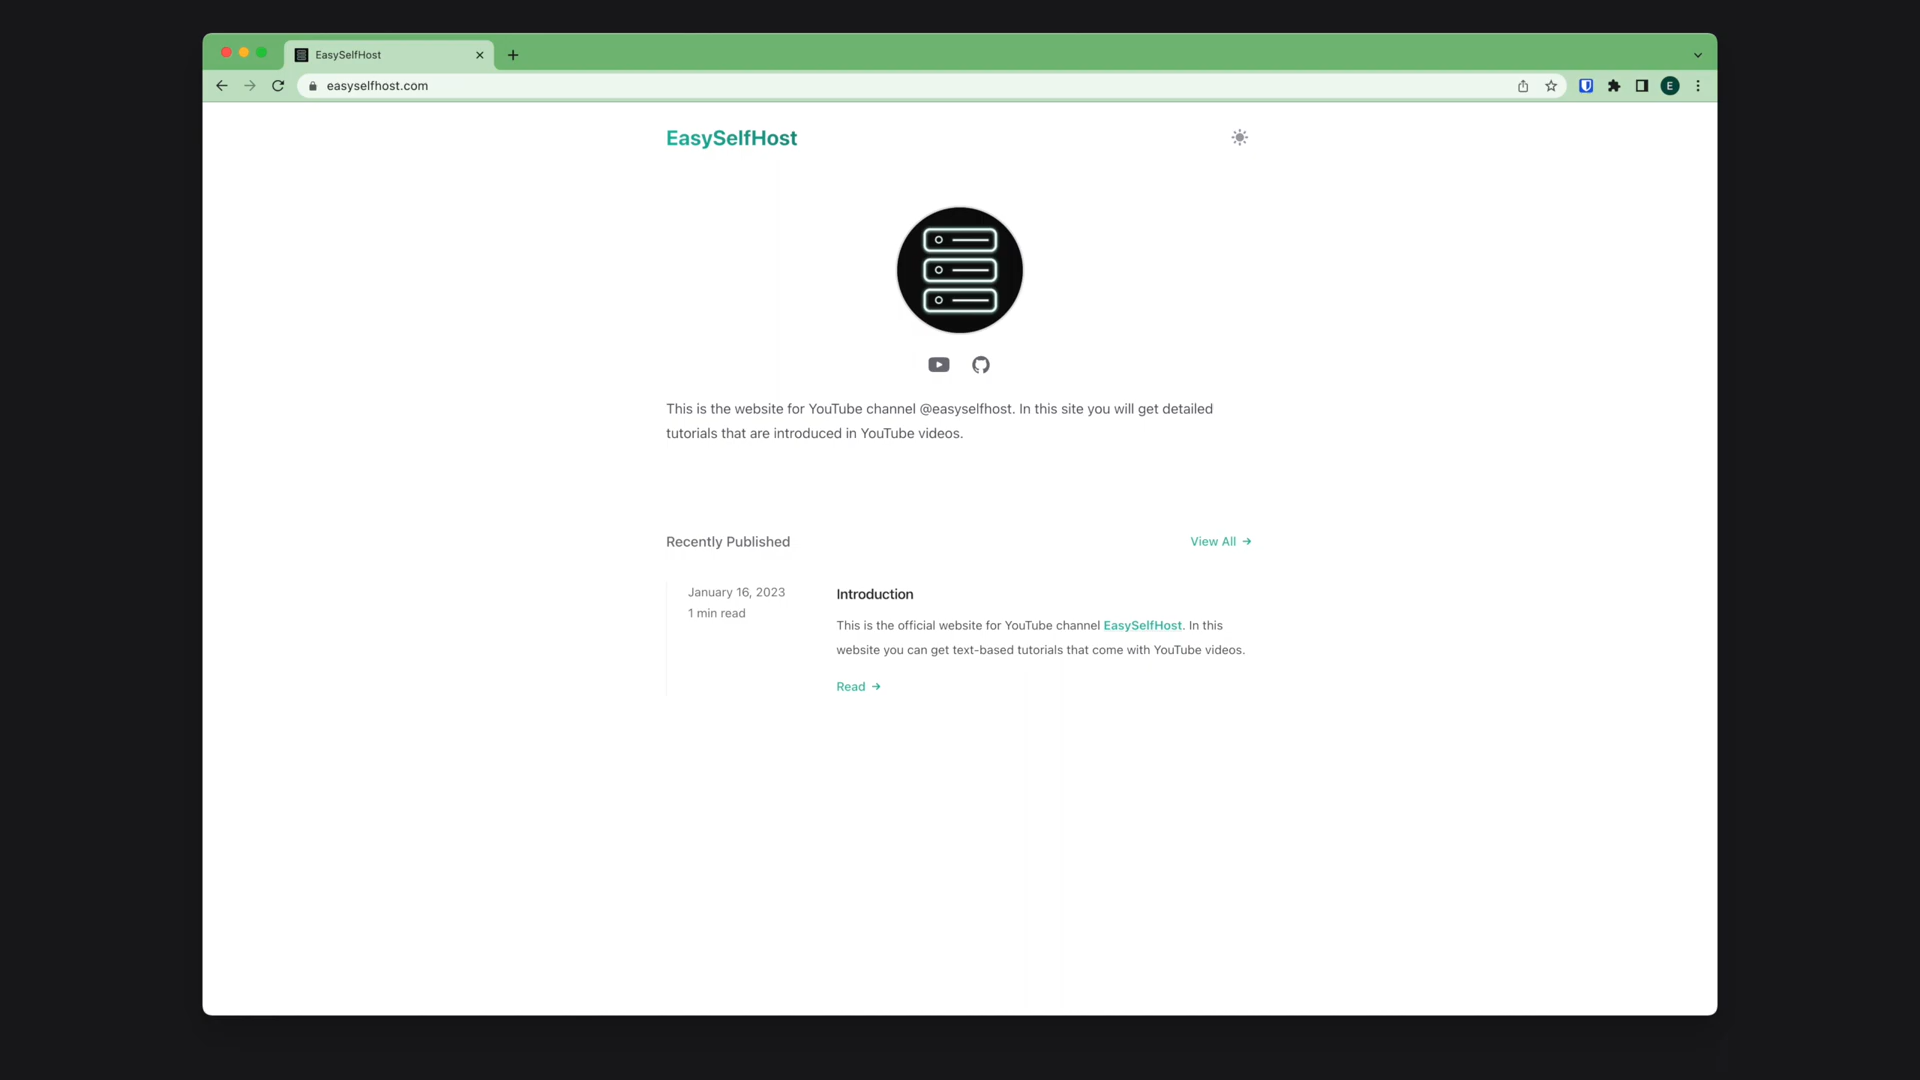 EasySelfHost
easyselfhost.com
E
EasySelfHost
This is the website for YouTube channel @easyselfhost. In this site you will get detailed
tutorials that are introduced in YouTube videos.
Recently Published
View All →
January 16, 2023
1 min read
Introduction
This is the official website for YouTube channel EasySelfHost. In this
website you can get text-based tutorials that come with YouTube videos.
Read →